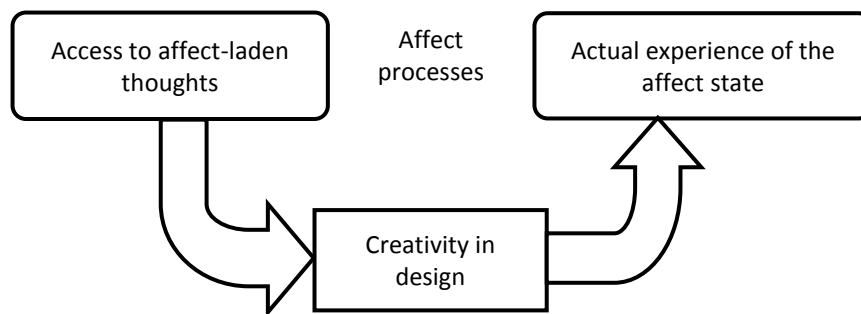 Access to affect-laden
thoughts
Affect
processes
Actual experience of the
affect state
Creativity in
design